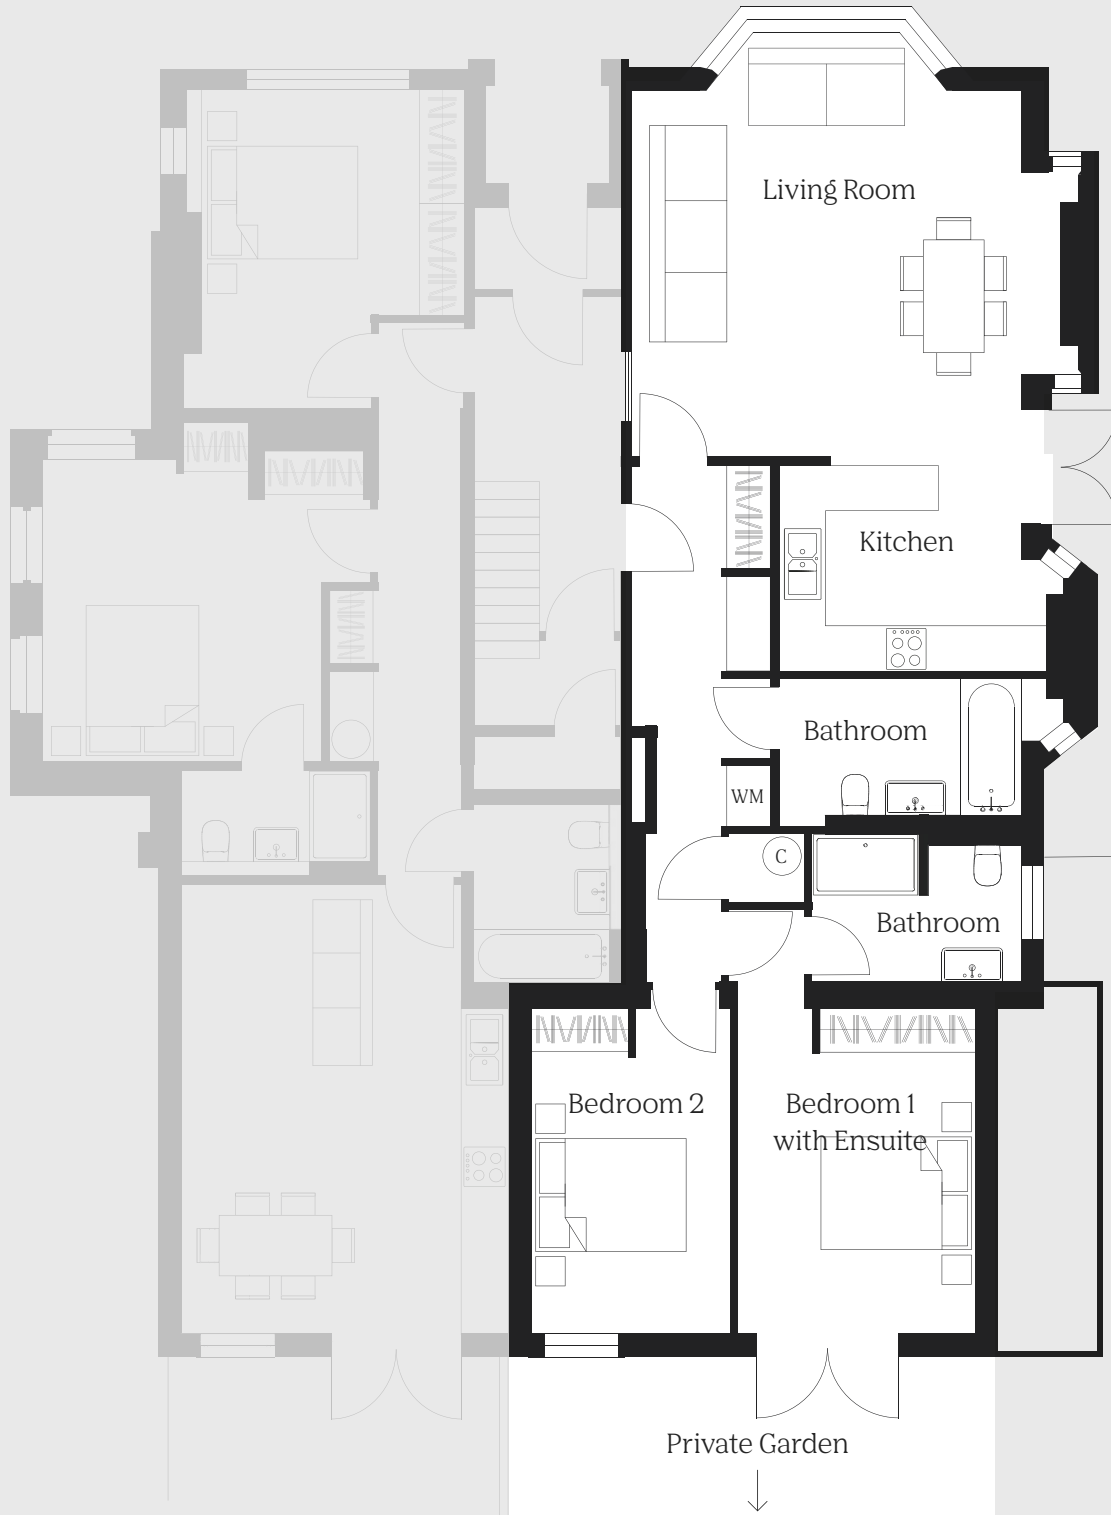 Living Room
Kitchen
Bathroom
WM
C
Bathroom
Bedroom 2
Bedroom 1
with Ensuite
Private Garden